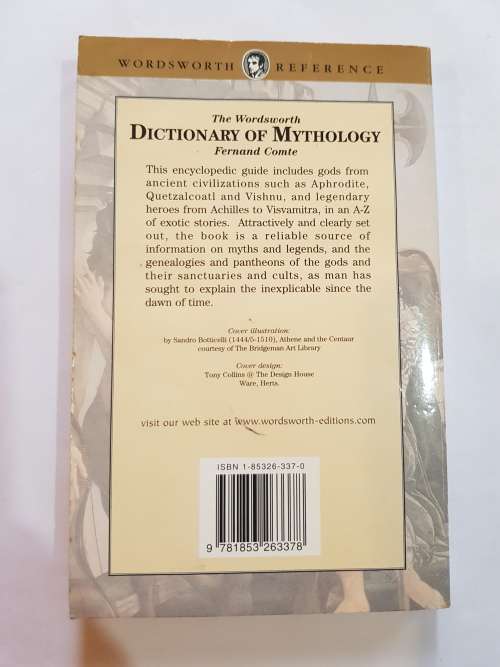 WORDSWORTH REFERENCE
The Wordsworth
DICTIONARY OF MYTHOLOGY
Fernand Comte
This encyclopedic guide includes gods from
ancient civilizations such as Aphrodite,
Quetzalcoatl and Vishnu, and legendary
heroes from Achilles to Visvamitra, in an A-Z
of exotic stories. Attractively and clearly set
out, the book is a reliable source of
information on myths and legends, and the
genealogies and pantheons of the gods and
their sanctuaries and cults, as man has
sought to explain the inexplicable since the
dawn of time.
Cover illustration:
by Sandro Botticelli (1444/5-1510), Athene and the Centaur
courtesy of The Bridgeman Art Library
Cover design:
Tony Collins @ The Design House
Ware, Herts.
visit our web site at www.wordsworth-editions.com
ISBN 1-85326-337-0
9 781853 263378